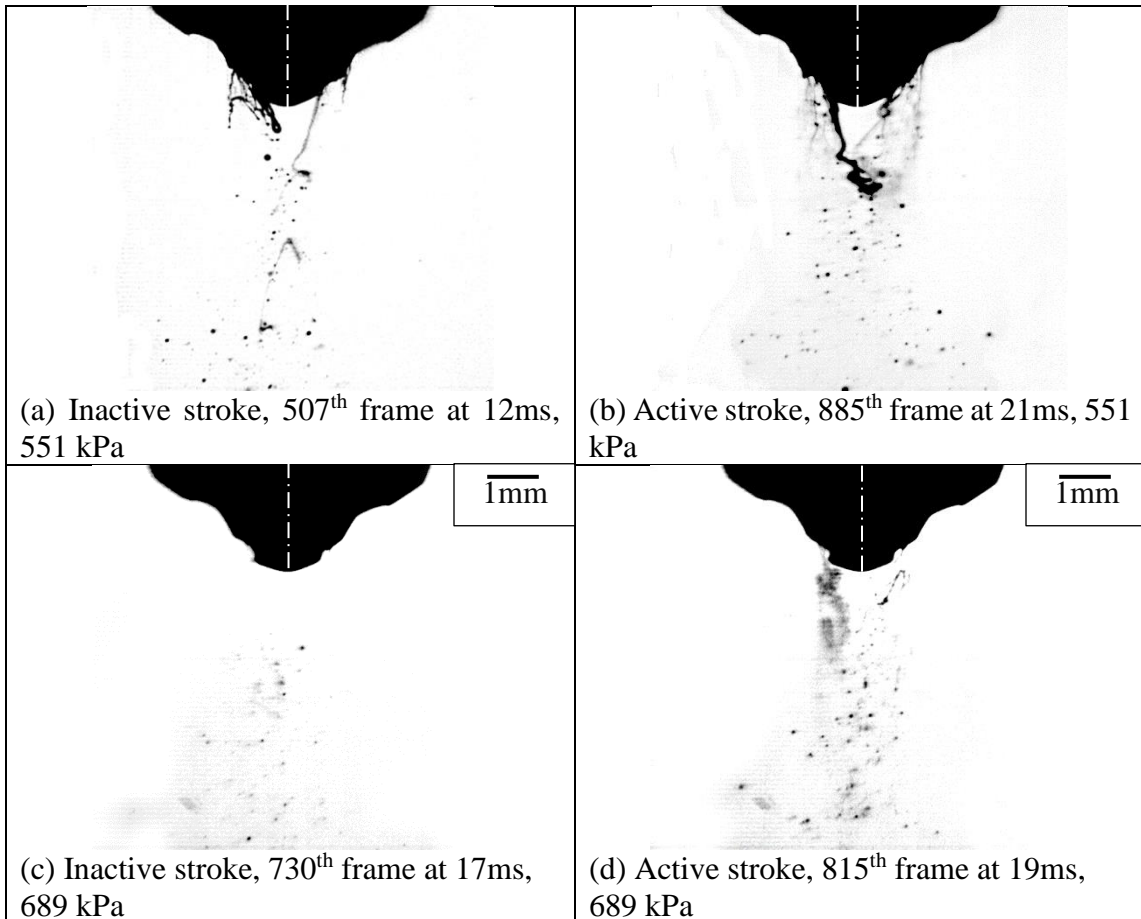 (a) Inactive stroke, 507th frame at 12ms,
551 kPa
(b) Active stroke, 885th frame at 21ms, 551
kPa
1mm
1mm
(c) Inactive stroke, 730th frame at 17ms,
689 kPa
(d) Active stroke, 815th frame at 19ms,
689 kPa